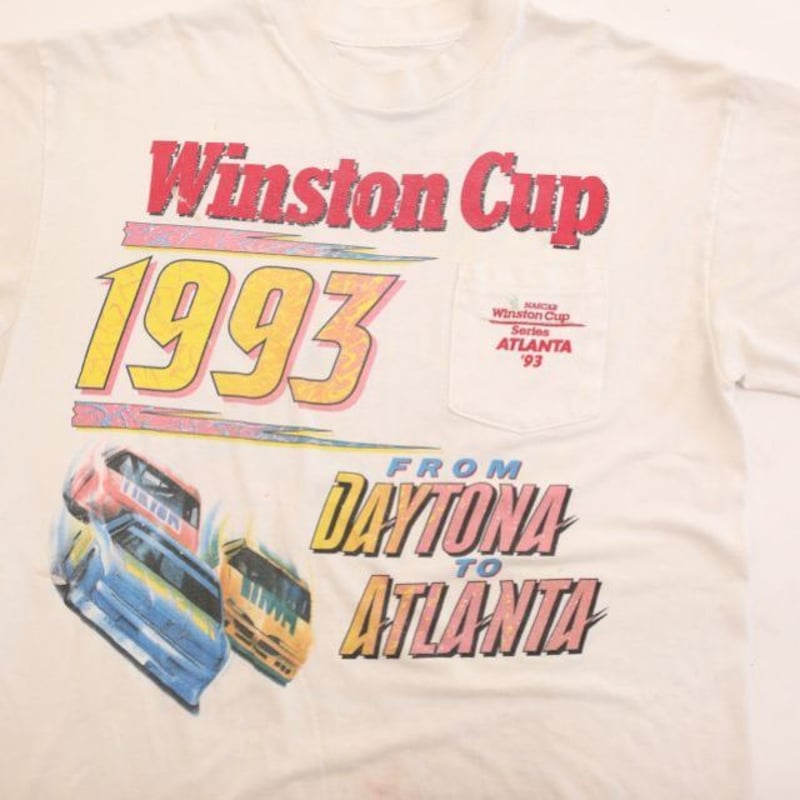 Winston Cup
1993
NASCAR
Winston Cup
Series
ATLANTA
'93
FROM
DAYTONA
TO
ATLANTA